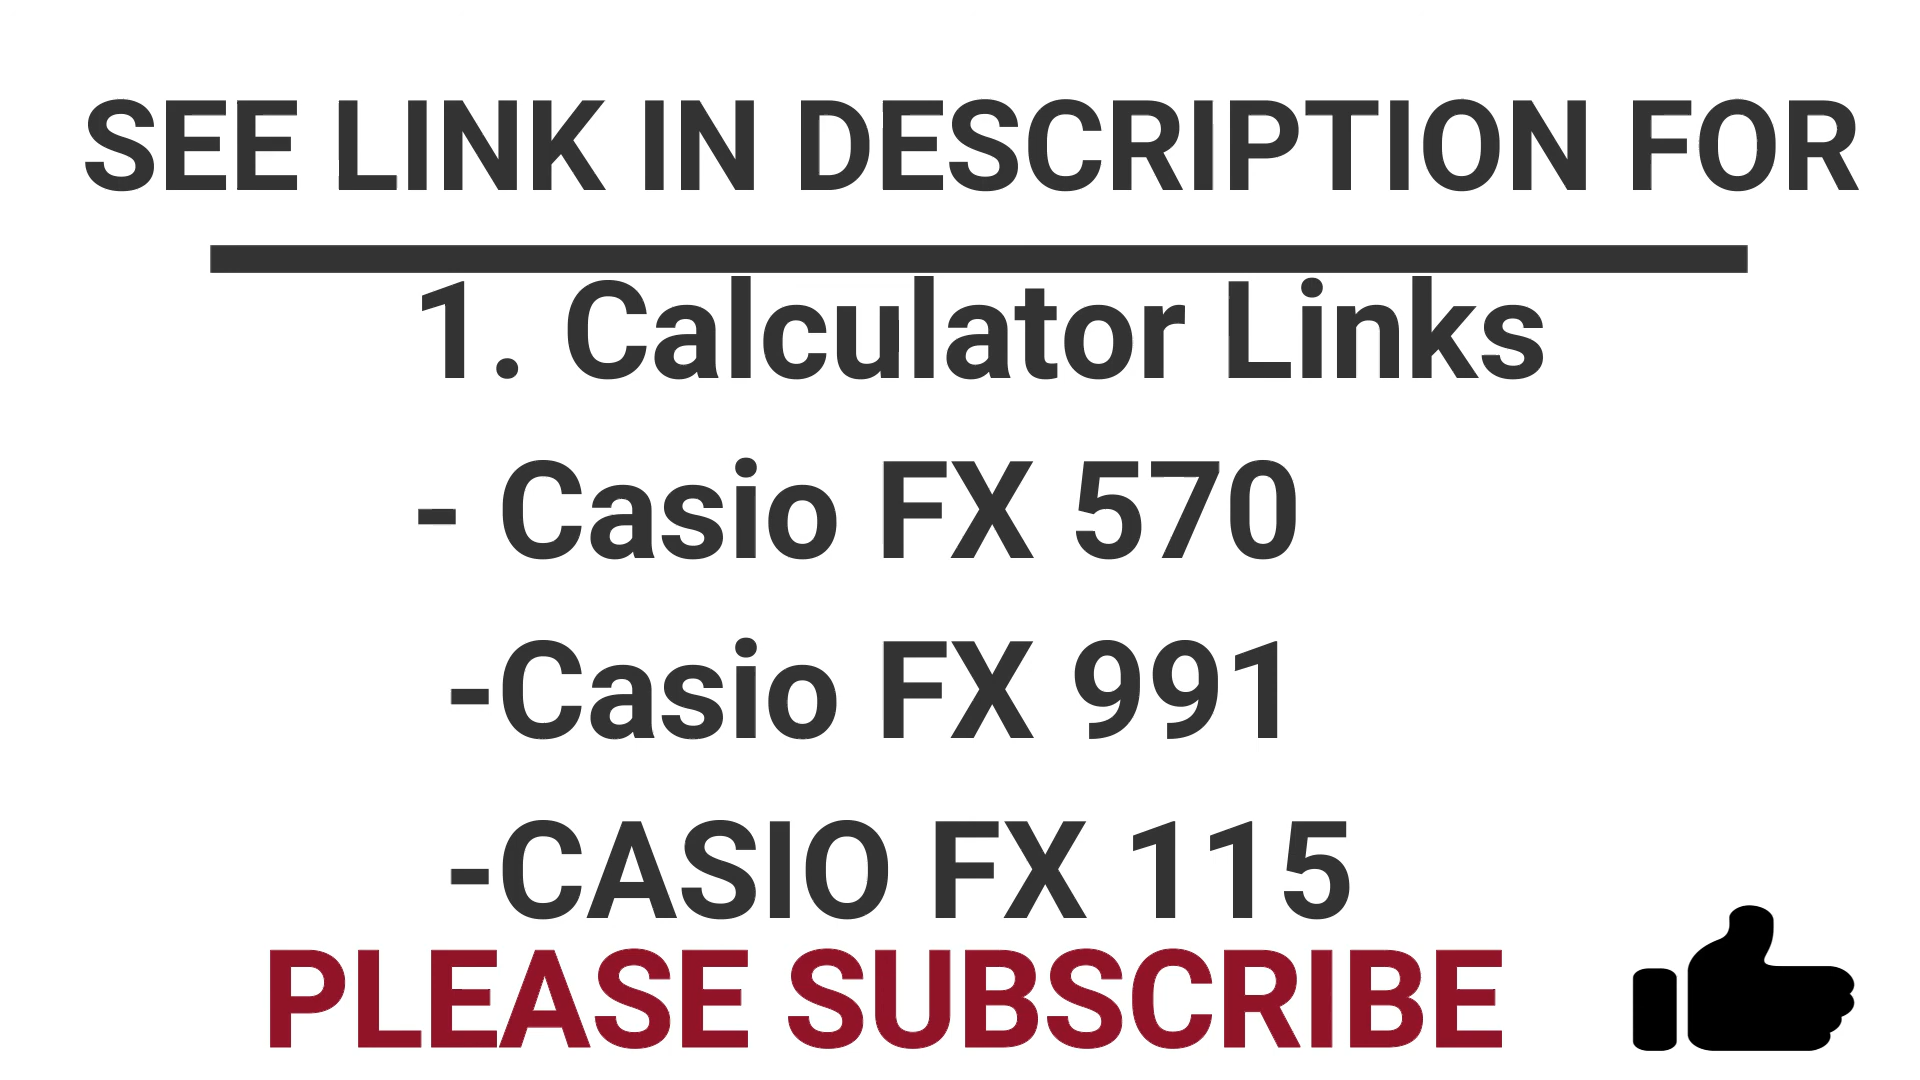 SEE LINK IN DESCRIPTION FOR
1. Calculator Links
- Casio FX 570
-Casio FX 991
-CASIO FX 115
PLEASE SUBSCRIBE